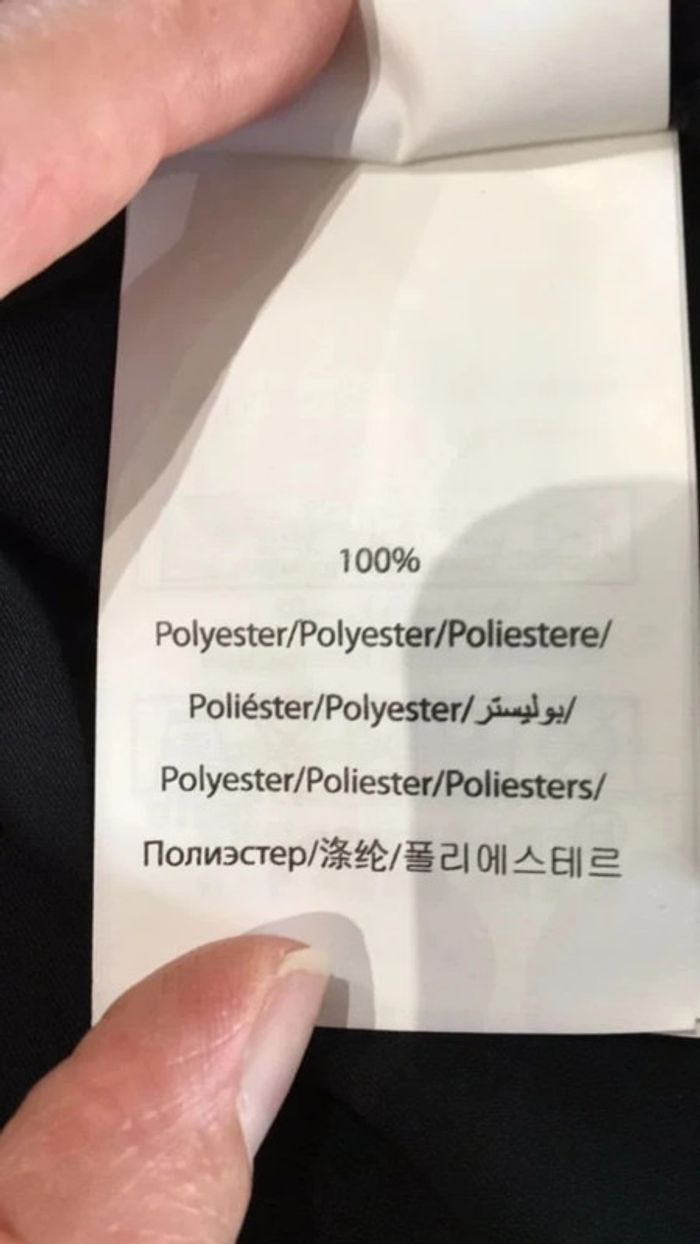 100%
Polyester/Polyester/Poliestere/
Poliéster/Polyester/بوليستر/
Polyester/Poliester/Poliesters/
Полиэстер/涤纶/폴리에스테르